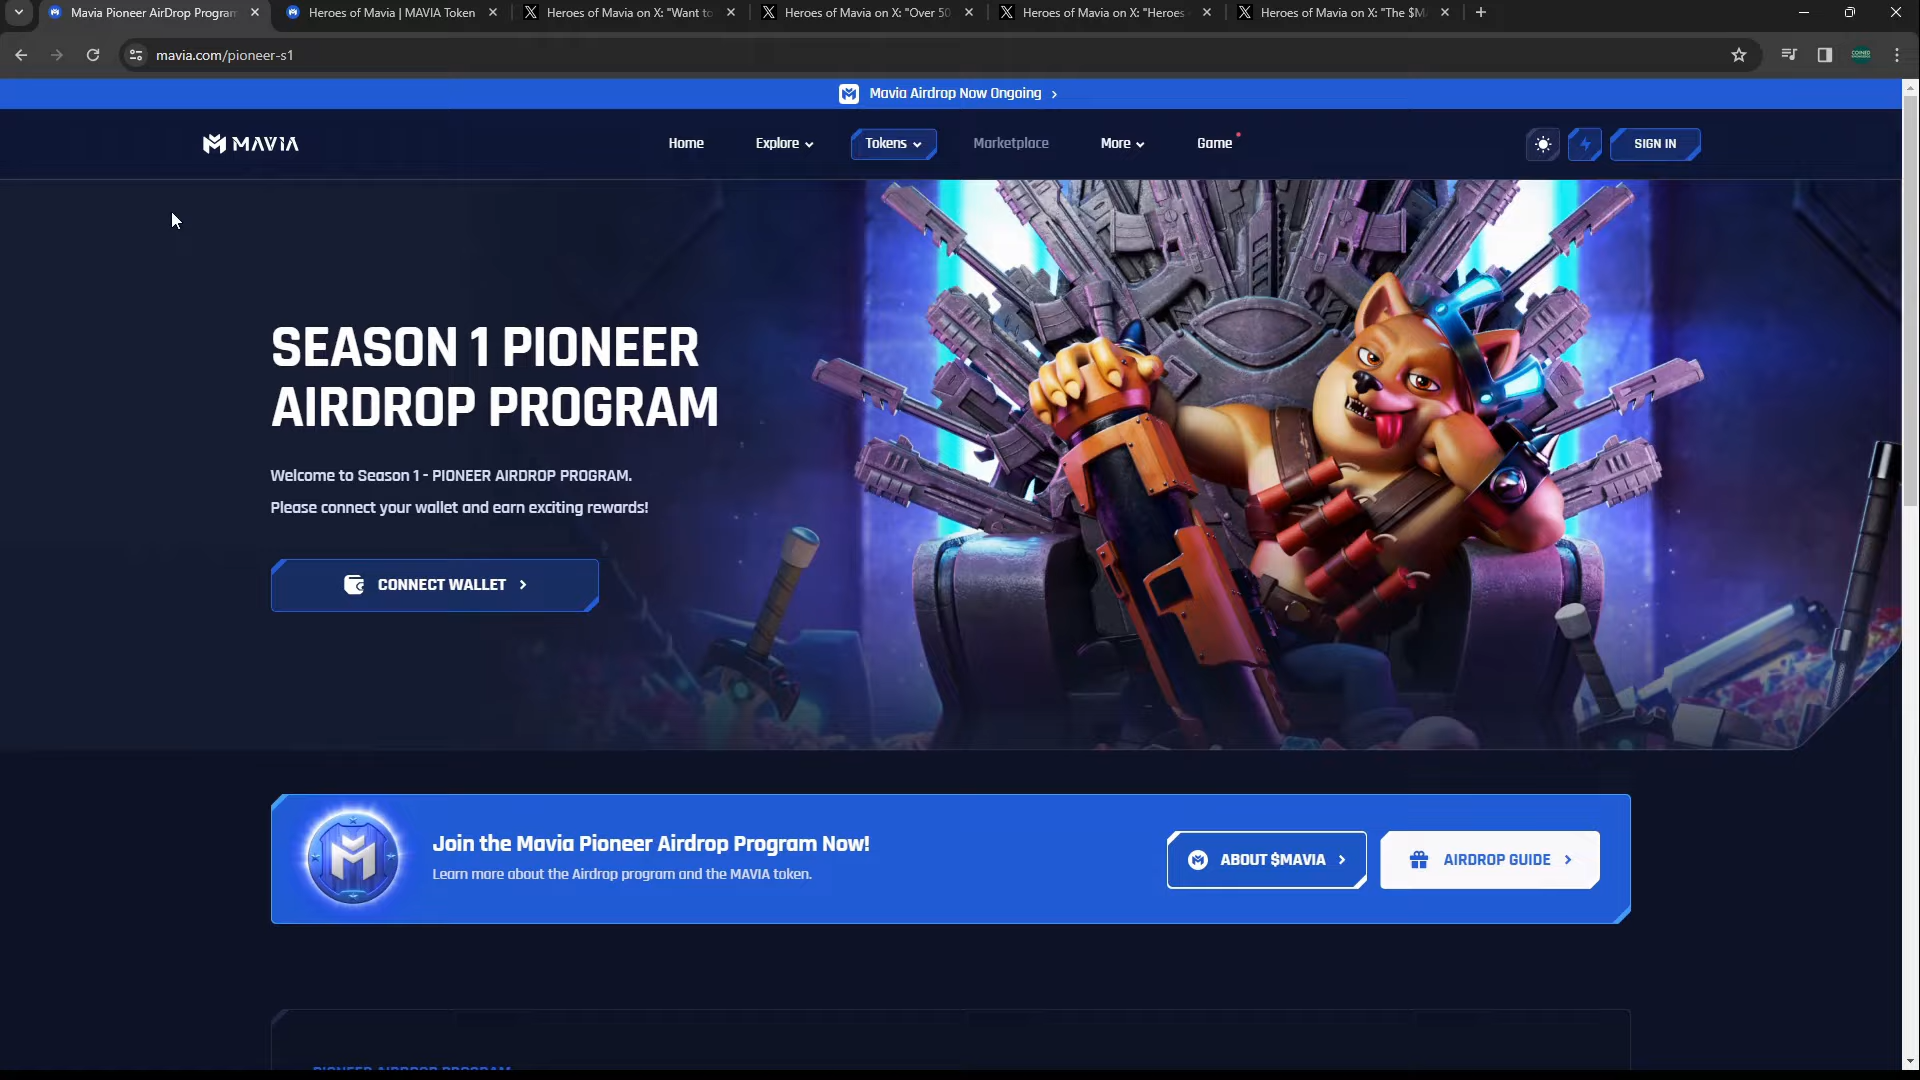 Mavia Pioneer AirDrop Program
Heroes of Mavia | MAVIA Token
Heroes of Mavia on X: "Want to
Heroes of Mavia on X: "Over 50
Heroes of Mavia on X: "Heroes
Heroes of Mavia on X: "The $M
mavia.com/pioneer-s1
Mavia Airdrop Now Ongoing
MAVIA
Home
Explore
Tokens
Marketplace
More
Game
SIGN IN
SEASON 1 PIONEER
AIRDROP PROGRAM
Welcome to Season 1 - PIONEER AIRDROP PROGRAM.
Please connect your wallet and earn exciting rewards!
CONNECT WALLET
Join the Mavia Pioneer Airdrop Program Now!
Learn more about the Airdrop program and the MAVIA token.
ABOUT $MAVIA
AIRDROP GUIDE
PIONEER AIRDROP PROGRAM